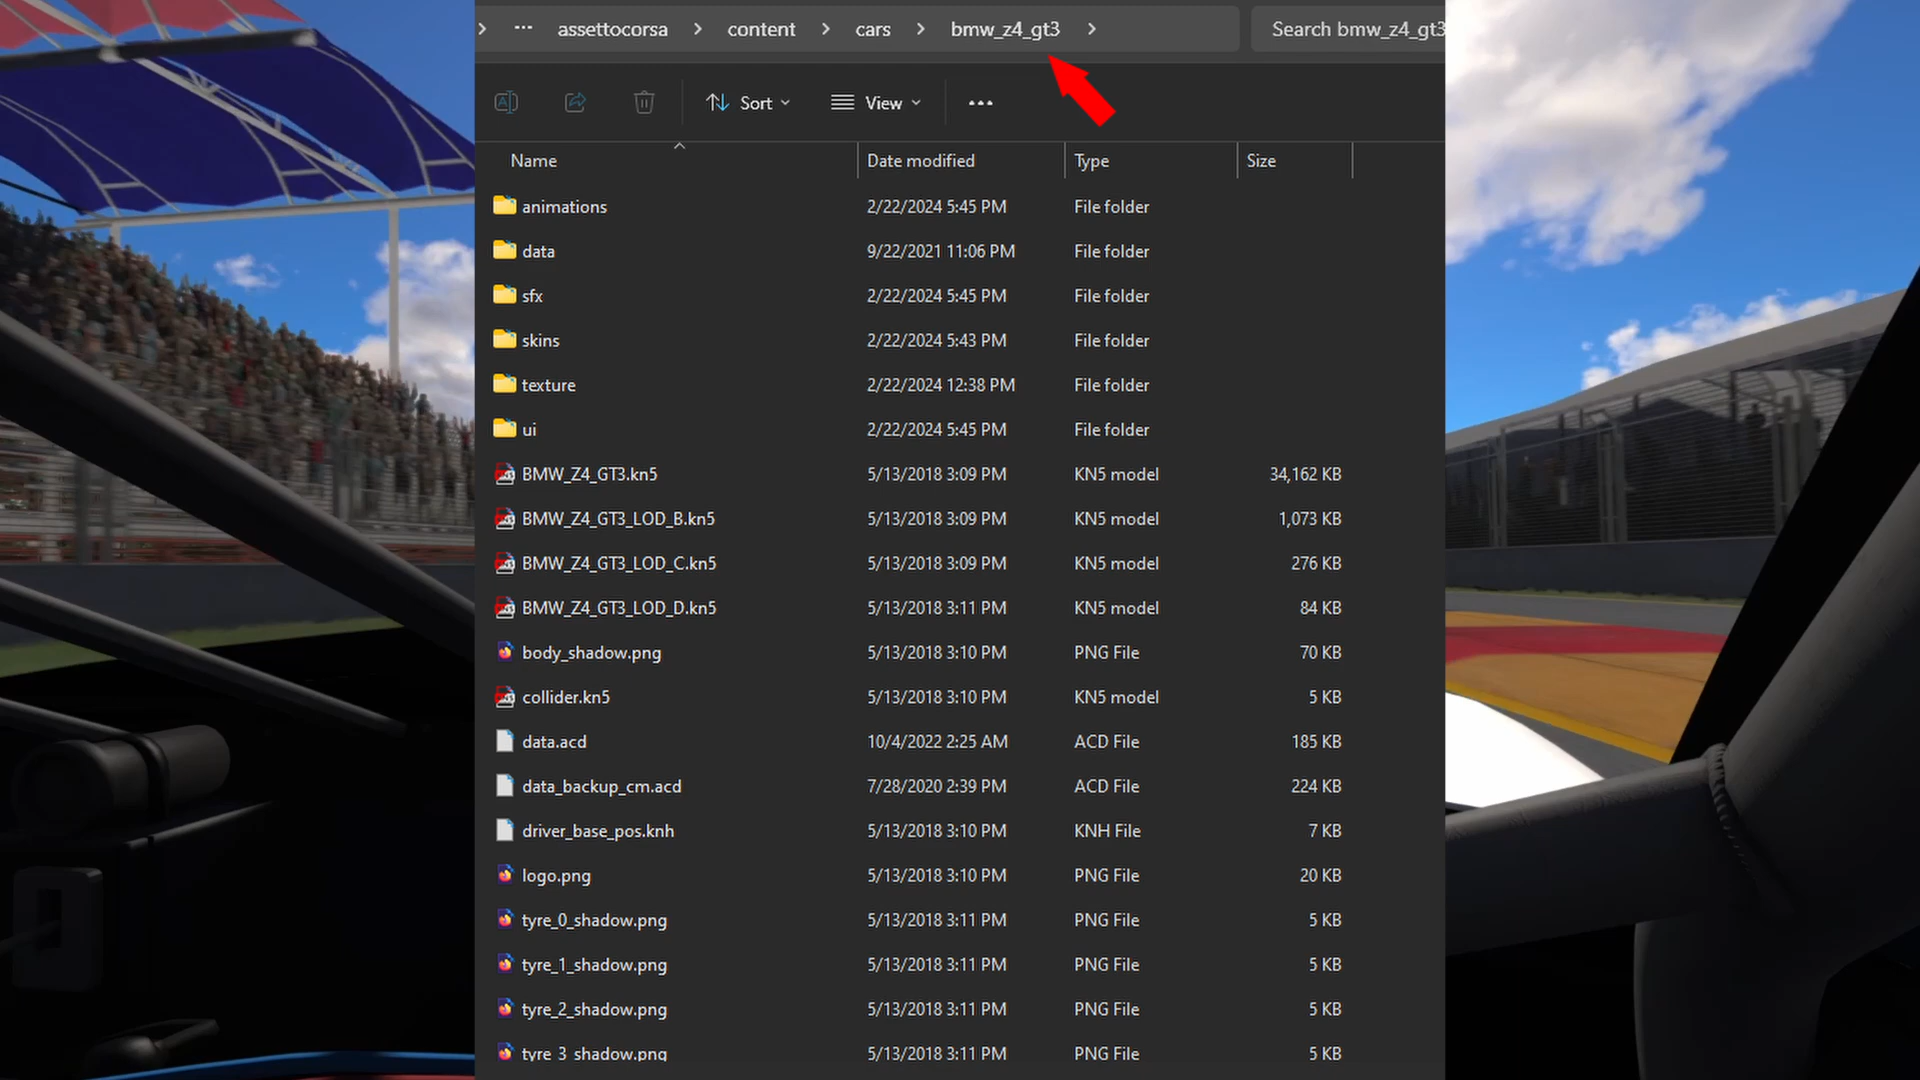 assettocorsa content cars bmw_z4_gt3 Search bmw_z4_gt3
Sort View
Name Date modified Type Size
animations 2/22/2024 5:45 PM File folder
data 9/22/2021 11:06 PM File folder
sfx 2/22/2024 5:45 PM File folder
skins 2/22/2024 5:43 PM File folder
texture 2/22/2024 12:38 PM File folder
ui 2/22/2024 5:45 PM File folder
BMW_Z4_GT3.kn5 5/13/2018 3:09 PM KN5 model 34,162 KB
BMW_Z4_GT3_LOD_B.kn5 5/13/2018 3:09 PM KN5 model 1,073 KB
BMW_Z4_GT3_LOD_C.kn5 5/13/2018 3:09 PM KN5 model 276 KB
BMW_Z4_GT3_LOD_D.kn5 5/13/2018 3:11 PM KN5 model 84 KB
body_shadow.png 5/13/2018 3:10 PM PNG File 70 KB
collider.kn5 5/13/2018 3:10 PM KN5 model 5 KB
data.acd 10/4/2022 2:25 AM ACD File 185 KB
data_backup_cm.acd 7/28/2020 2:39 PM ACD File 224 KB
driver_base_pos.knh 5/13/2018 3:10 PM KNH File 7 KB
logo.png 5/13/2018 3:10 PM PNG File 20 KB
tyre_0_shadow.png 5/13/2018 3:11 PM PNG File 5 KB
tyre_1_shadow.png 5/13/2018 3:11 PM PNG File 5 KB
tyre_2_shadow.png 5/13/2018 3:11 PM PNG File 5 KB
tyre_3_shadow.png 5/13/2018 3:11 PM PNG File 5 KB